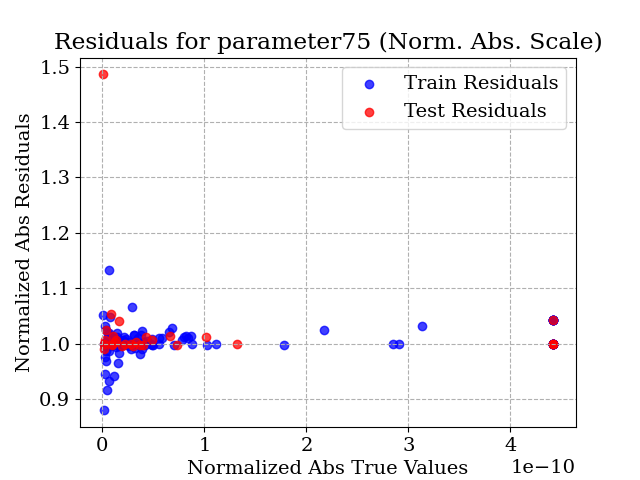 Residuals for parameter75 (Norm. Abs. Scale)
Train Residuals
Test Residuals
Normalized Abs Residuals
1.5
1.4
1.3
1.2
1.1
1.0
0.9
0
1
2
3
4
1e−10
Normalized Abs True Values